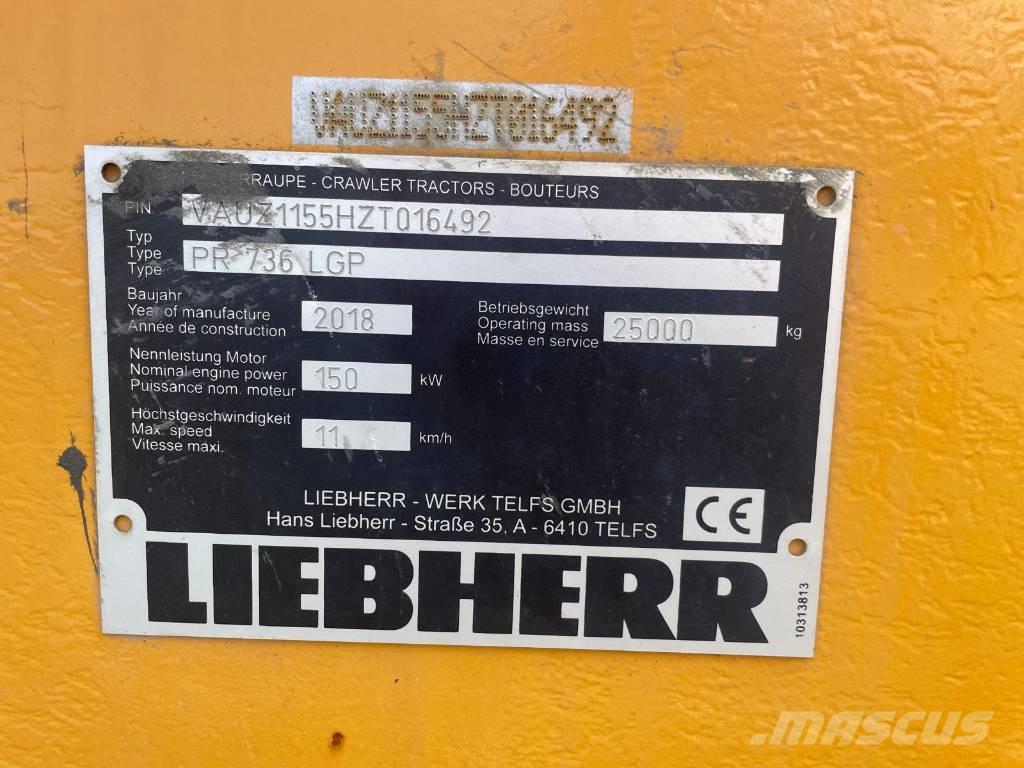 VAUZ1155HZT016492
RRAUPE - CRAWLER TRACTORS - BOUTEURS
PIN VAUZ1155HZT016492
Typ
Type
Type
PR 736 LGP
Baujahr
Year of manufacture
Année de construction
2018
Betriebsgewicht
Operating mass
Masse en service
25000 kg
Nennleistung Motor
Nominal engine power
Puissance nom. moteur
150 kW
Höchstgeschwindigkeit
Max. speed
Vitesse maxi.
11 km/h
LIEBHERR - WERK TELFS GMBH
Hans Liebherr - Straße 35, A - 6410 TELFS
CE
LIEBHERR
10313813
MASCUS